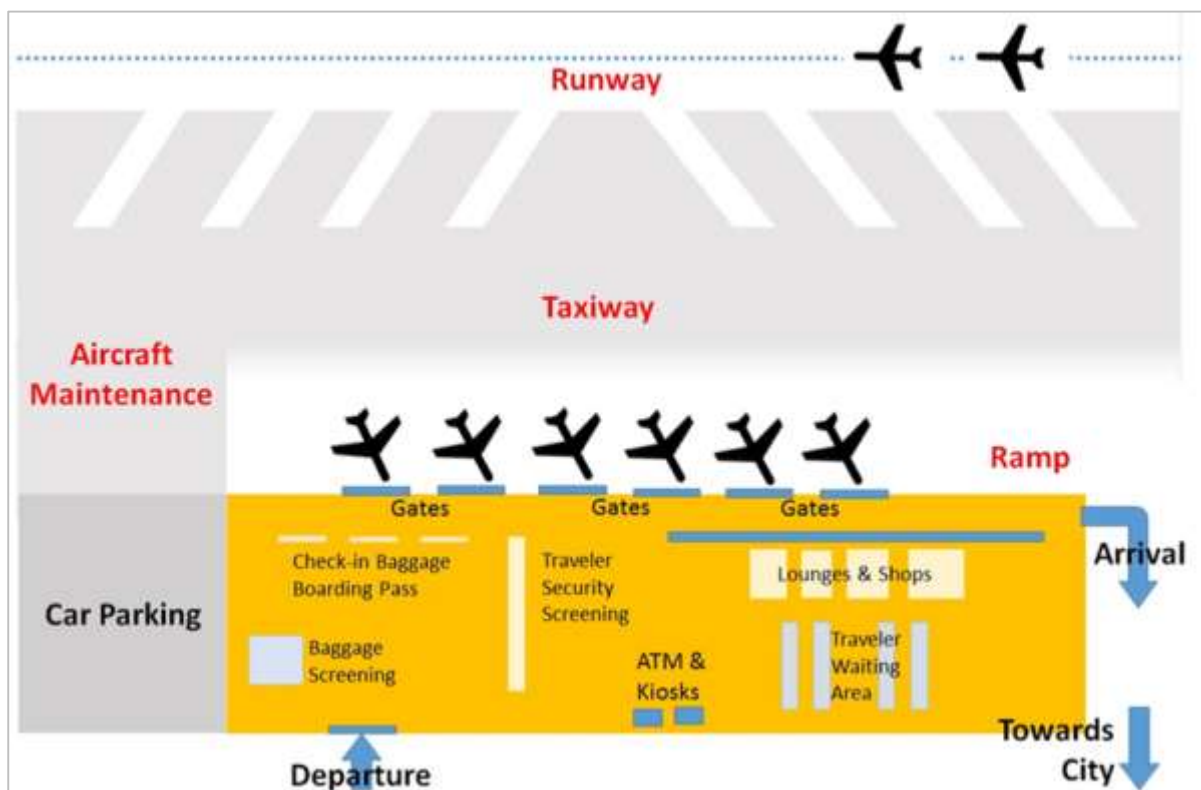 Runway
Taxiway
Aircraft
Maintenance
Ramp
Gates
Gates
Gates
Check-in Baggage
Boarding Pass
Traveler
Security
Screening
Lounges & Shops
Arrival
Car Parking
Baggage
Screening
ATM &
Kiosks
Traveler
Waiting
Area
Departure
Towards
City